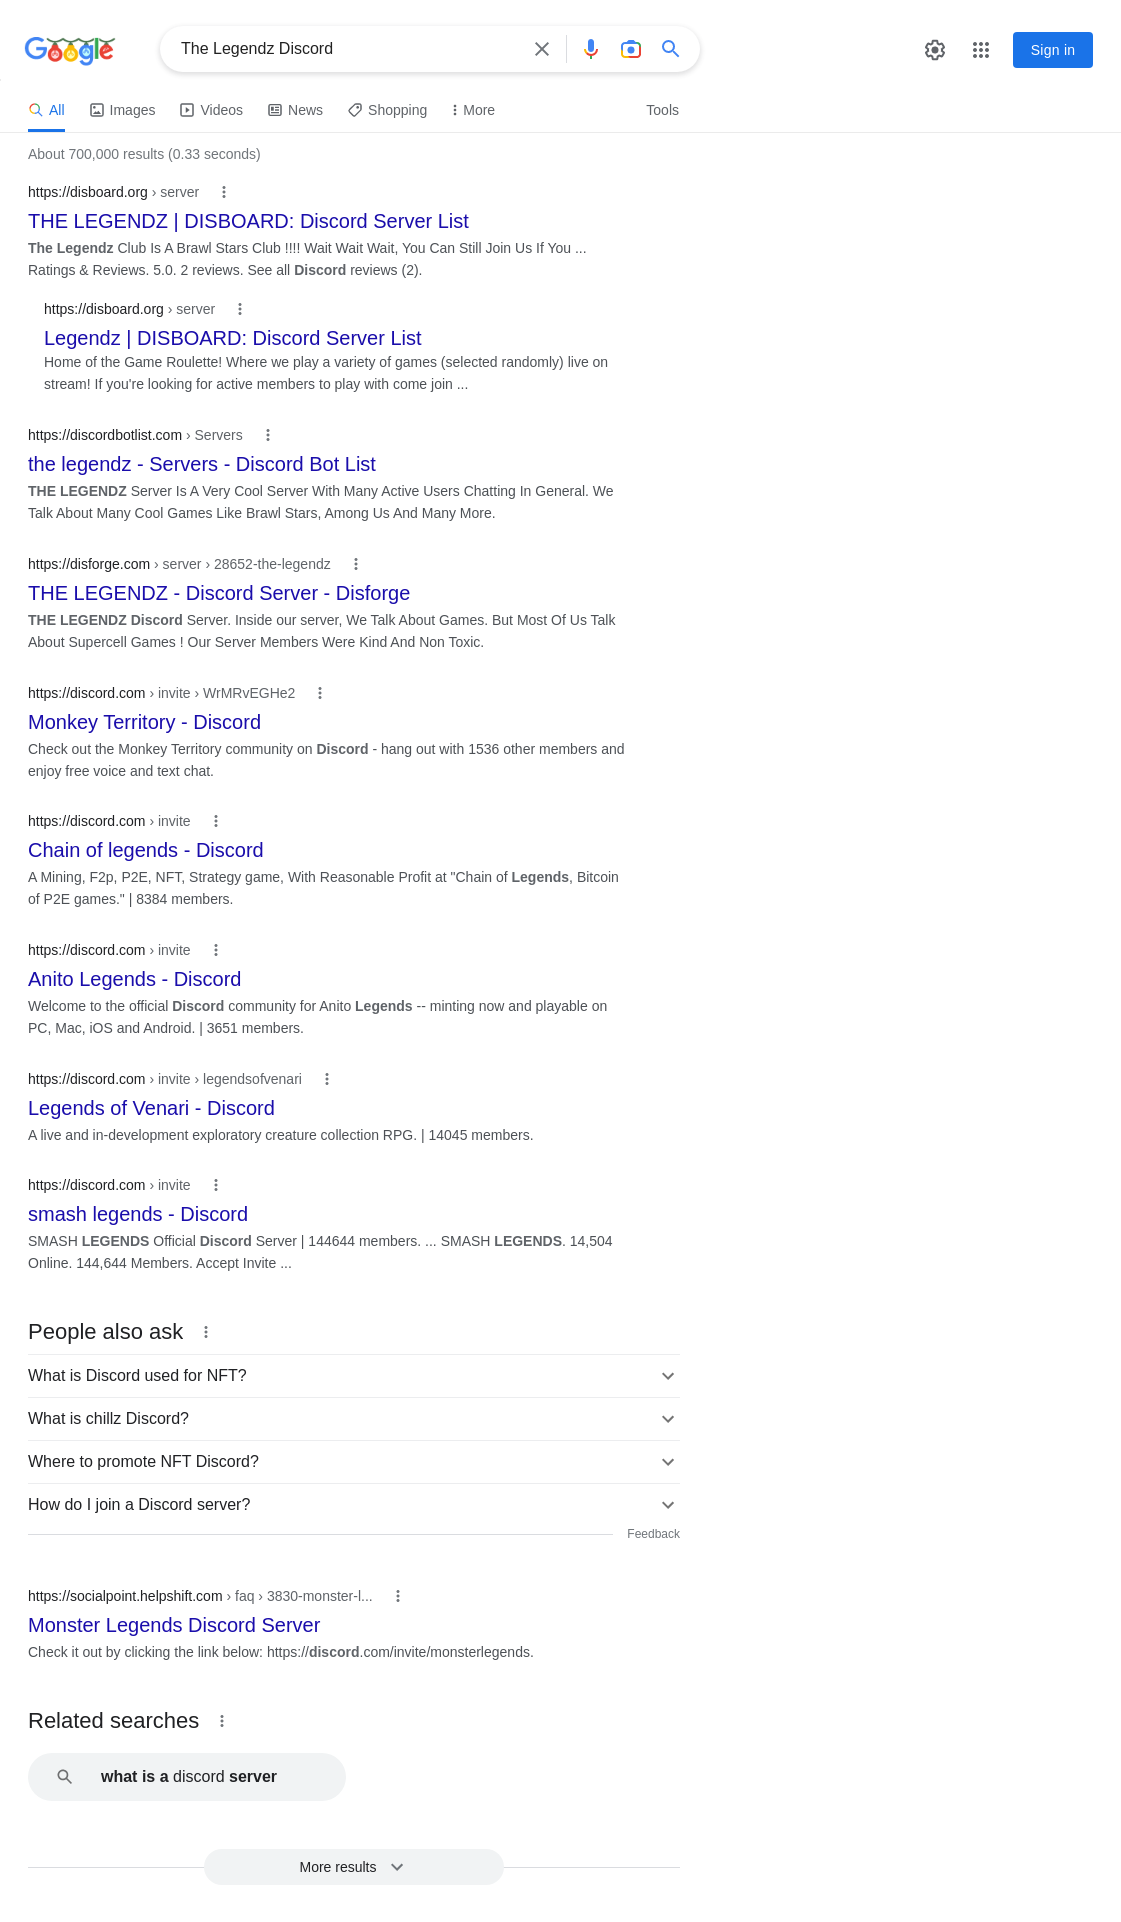 Google
The Legendz Discord
Sign in
All Images Videos News Shopping More Tools
About 700,000 results (0.33 seconds)
https://disboard.org › server
THE LEGENDZ | DISBOARD: Discord Server List
The Legendz Club Is A Brawl Stars Club !!!! Wait Wait Wait, You Can Still Join Us If You ...
Ratings & Reviews. 5.0. 2 reviews. See all Discord reviews (2).
https://disboard.org › server
Legendz | DISBOARD: Discord Server List
Home of the Game Roulette! Where we play a variety of games (selected randomly) live on
stream! If you're looking for active members to play with come join ...
https://discordbotlist.com › Servers
the legendz - Servers - Discord Bot List
THE LEGENDZ Server Is A Very Cool Server With Many Active Users Chatting In General. We
Talk About Many Cool Games Like Brawl Stars, Among Us And Many More.
https://disforge.com › server › 28652-the-legendz
THE LEGENDZ - Discord Server - Disforge
THE LEGENDZ Discord Server. Inside our server, We Talk About Games. But Most Of Us Talk
About Supercell Games ! Our Server Members Were Kind And Non Toxic.
https://discord.com › invite › WrMRvEGHe2
Monkey Territory - Discord
Check out the Monkey Territory community on Discord - hang out with 1536 other members and
enjoy free voice and text chat.
https://discord.com › invite
Chain of legends - Discord
A Mining, F2p, P2E, NFT, Strategy game, With Reasonable Profit at "Chain of Legends, Bitcoin
of P2E games." | 8384 members.
https://discord.com › invite
Anito Legends - Discord
Welcome to the official Discord community for Anito Legends -- minting now and playable on
PC, Mac, iOS and Android. | 3651 members.
https://discord.com › invite › legendsofvenari
Legends of Venari - Discord
A live and in-development exploratory creature collection RPG. | 14045 members.
https://discord.com › invite
smash legends - Discord
SMASH LEGENDS Official Discord Server | 144644 members. ... SMASH LEGENDS. 14,504
Online. 144,644 Members. Accept Invite ...
People also ask
What is Discord used for NFT?
What is chillz Discord?
Where to promote NFT Discord?
How do I join a Discord server?
Feedback
https://socialpoint.helpshift.com › faq › 3830-monster-l...
Monster Legends Discord Server
Check it out by clicking the link below: https://discord.com/invite/monsterlegends.
Related searches
what is a discord server
More results